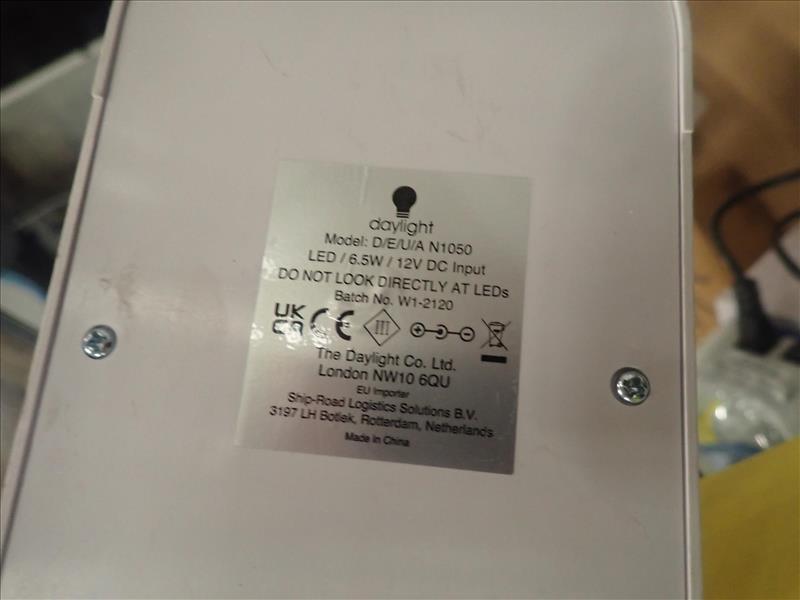 daylight
Model: D/E/U/A N1050
LED / 6.5W / 12V DC Input
DO NOT LOOK DIRECTLY AT LEDs
Batch No. W1-2120
UK
CA CE III
The Daylight Co. Ltd.
London NW10 6QU
EU Importer
Ship-Road Logistics Solutions B.V.
3197 LH Botlek, Rotterdam, Netherlands
Made in China